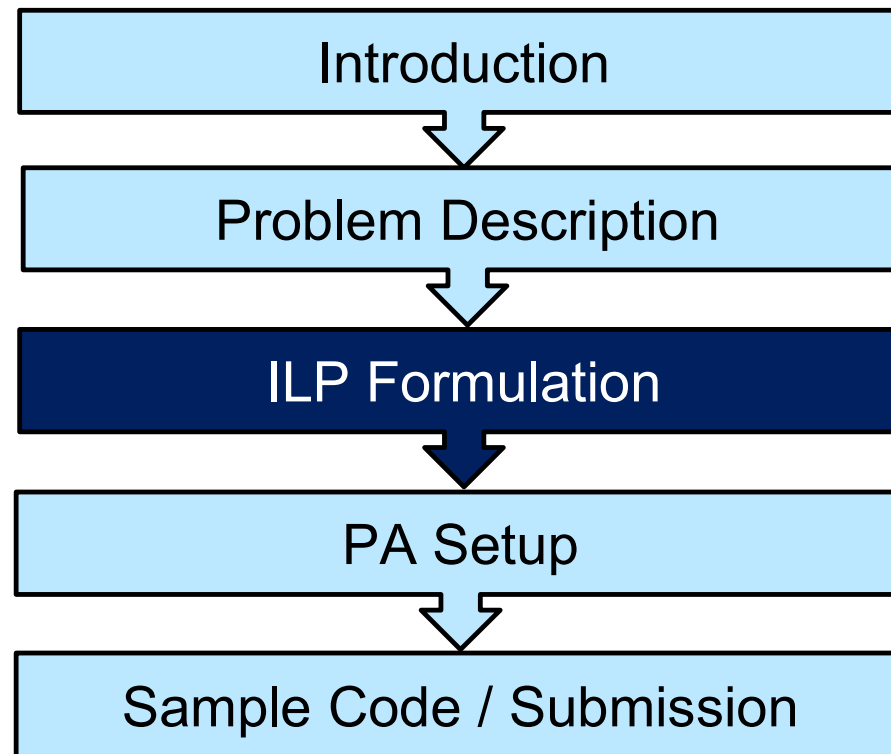 Introduction
Problem Description
ILP Formulation
PA Setup
Sample Code / Submission